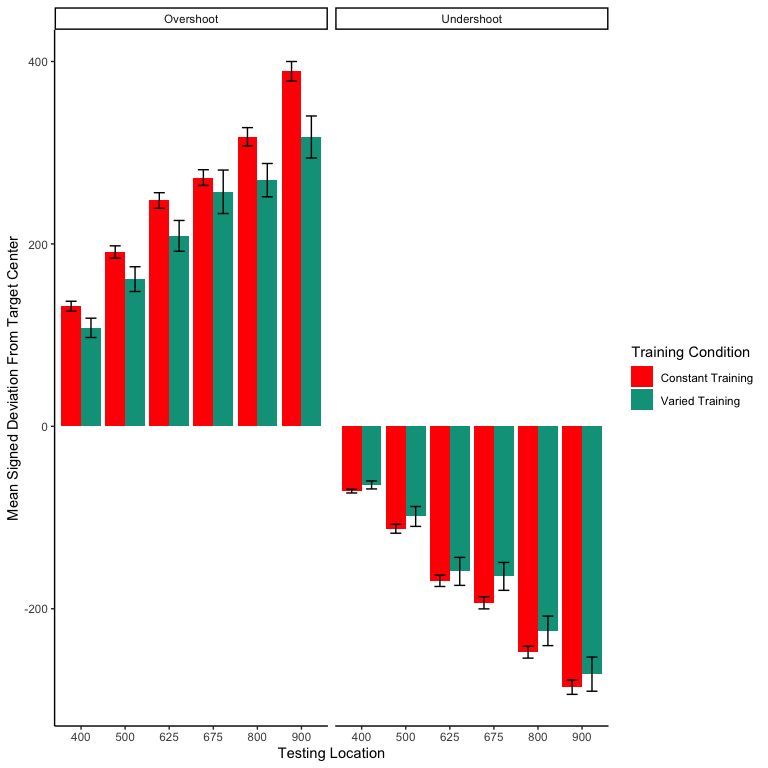 Overshoot Undershoot
400
200
0
-200
Mean Signed Deviation From Target Center
400 500 625 675 800 900 400 500 625 675 800 900
Testing Location
Training Condition
Constant Training
Varied Training